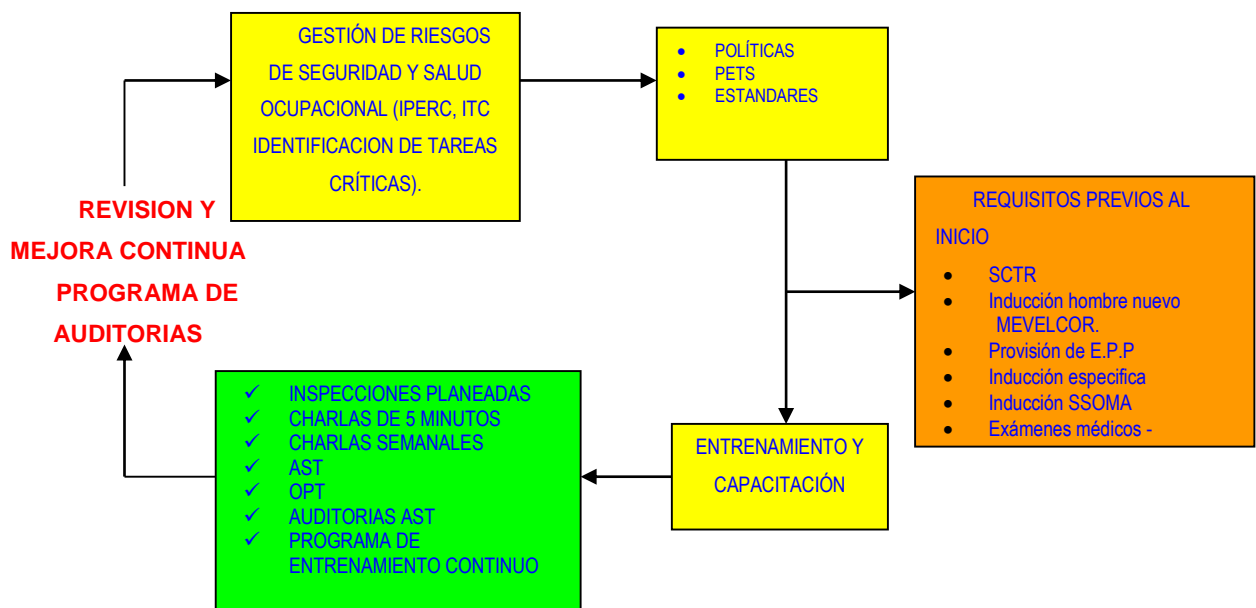 GESTIÓN DE RIESGOS
DE SEGURIDAD Y SALUD
OCUPACIONAL (IPERC, ITC
IDENTIFICACION DE TAREAS
CRÍTICAS).
• POLÍTICAS
• PETS
• ESTANDARES
REQUISITOS PREVIOS AL
INICIO
• SCTR
• Inducción hombre nuevo
MEVELCOR.
• Provisión de E.P.P
• Inducción especifica
• Inducción SSOMA
• Exámenes médicos -
ENTRENAMIENTO Y
CAPACITACIÓN
✓ INSPECCIONES PLANEADAS
✓ CHARLAS DE 5 MINUTOS
✓ CHARLAS SEMANALES
✓ AST
✓ OPT
✓ AUDITORIAS AST
✓ PROGRAMA DE
ENTRENAMIENTO CONTINUO
REVISION Y
MEJORA CONTINUA
PROGRAMA DE
AUDITORIAS